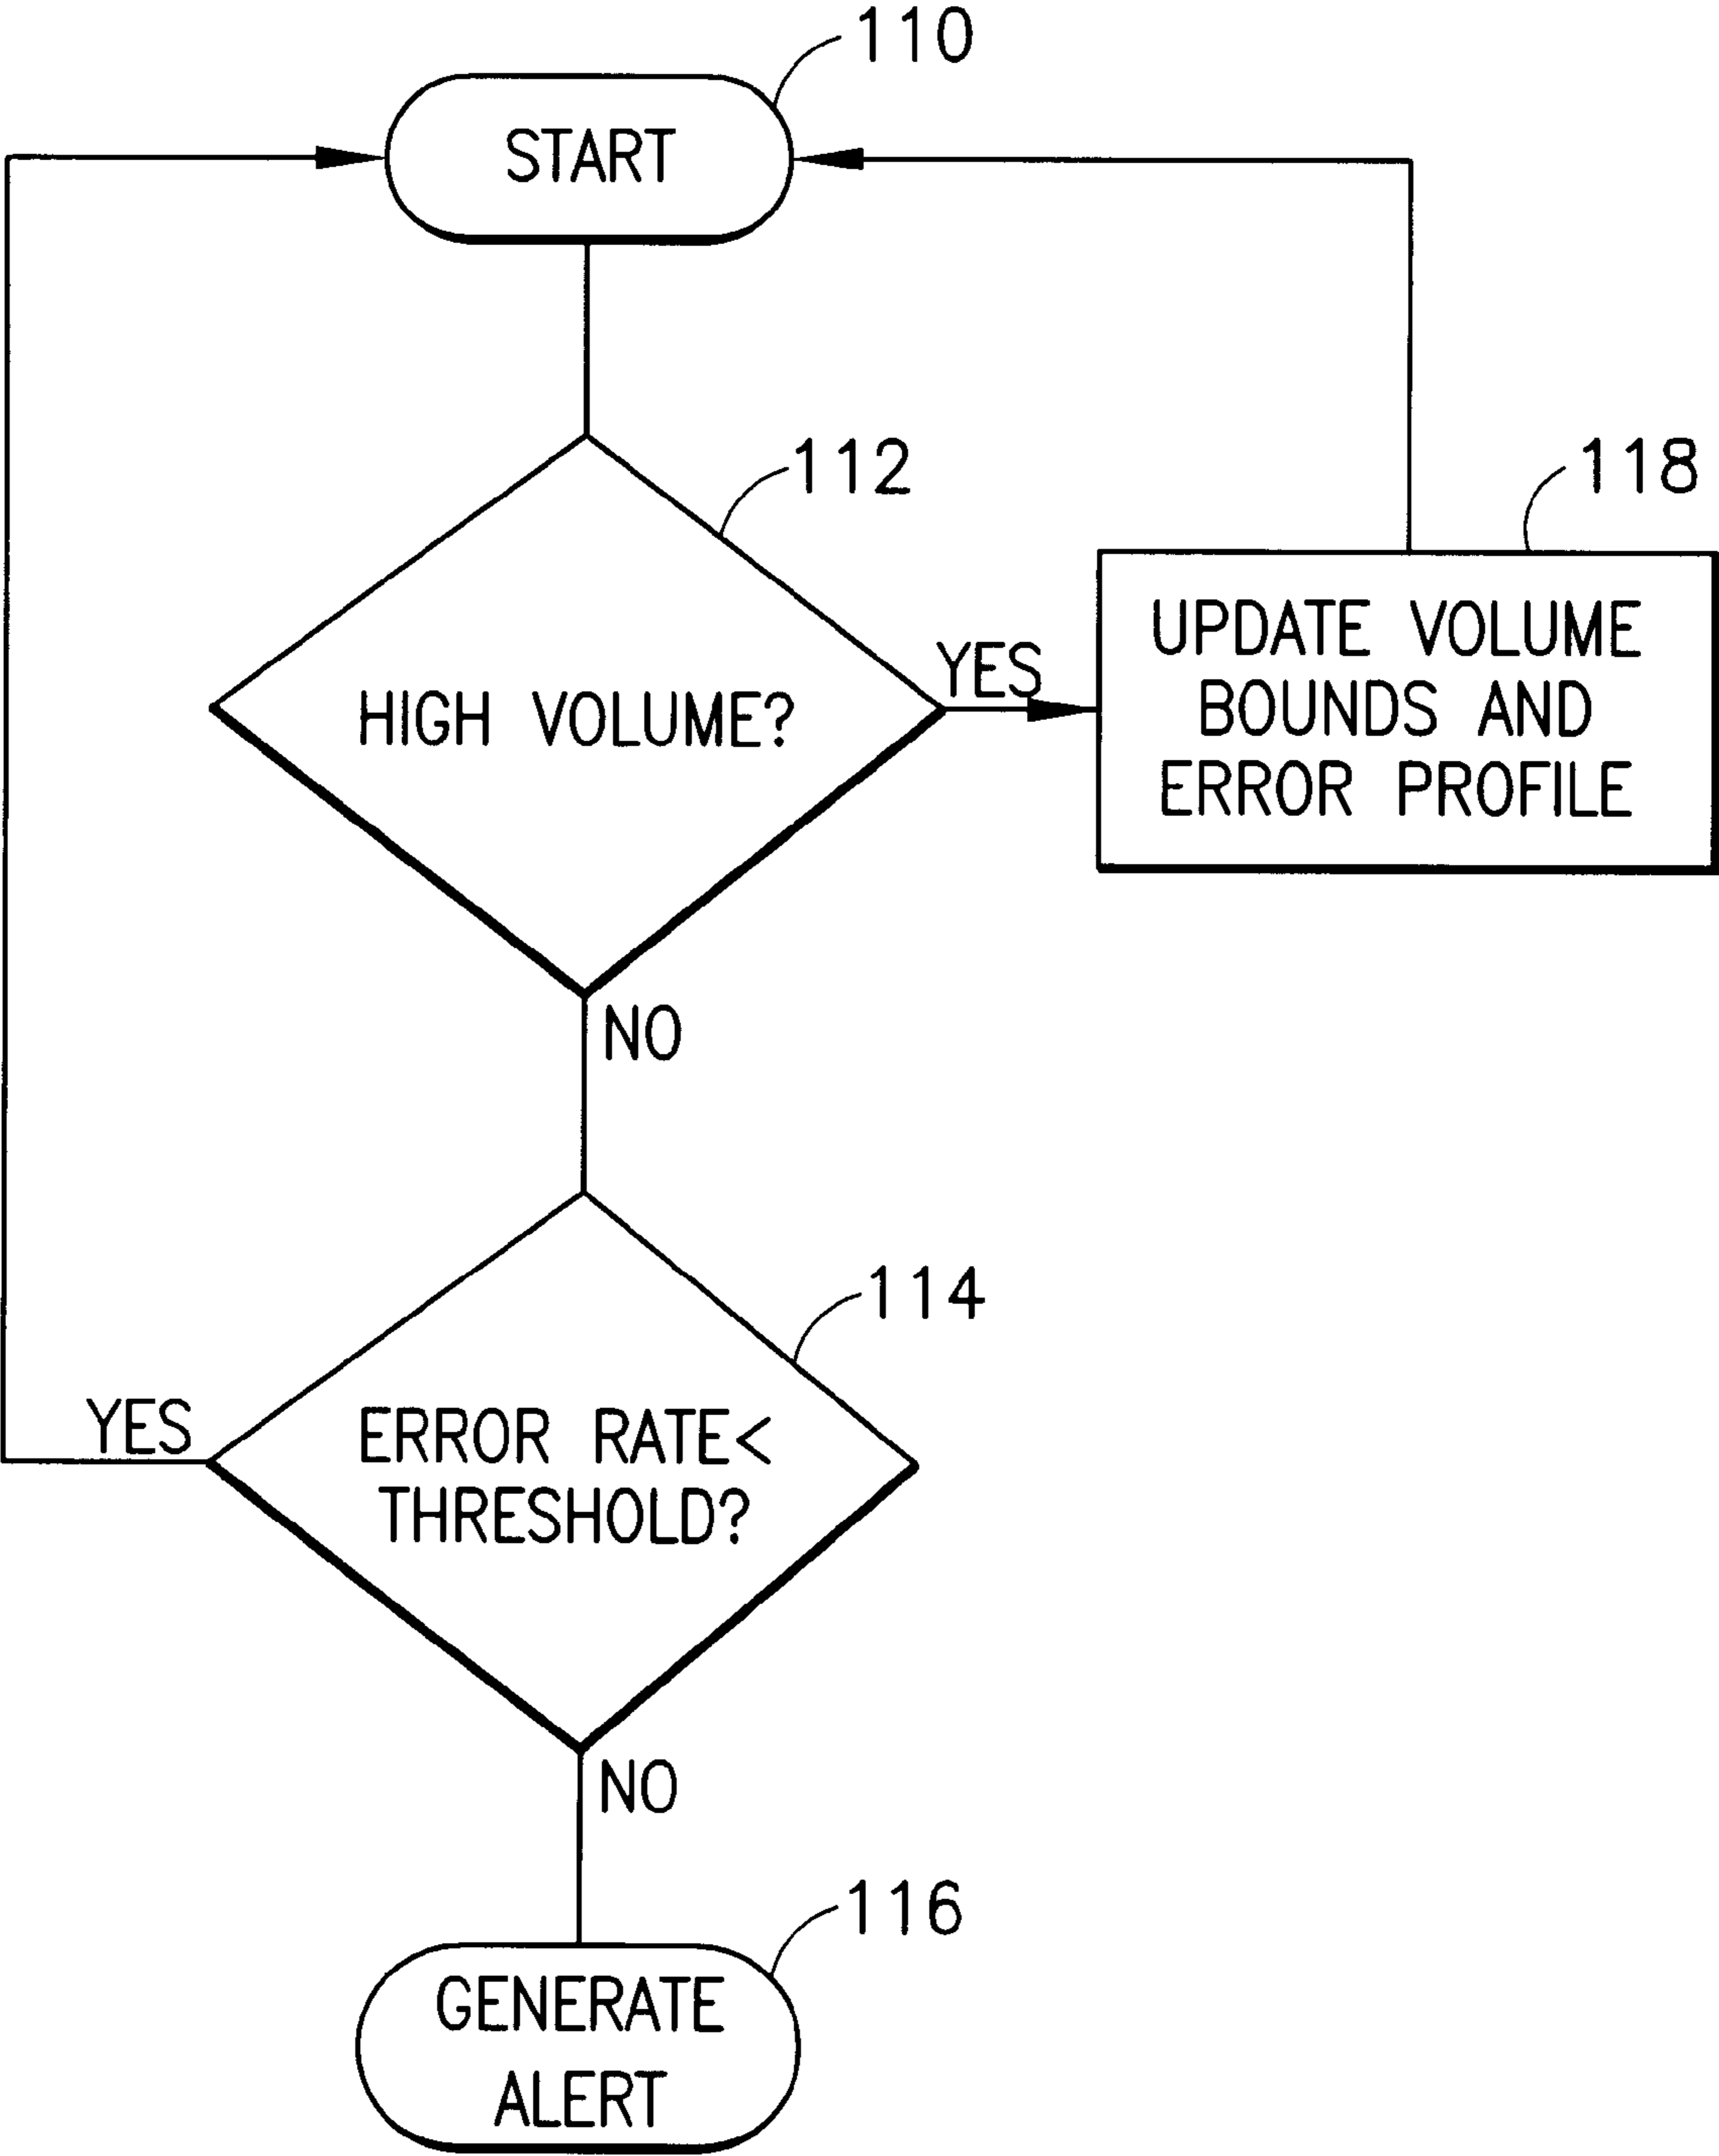 110
START
112
118
HIGH VOLUME?
YES
UPDATE VOLUME
BOUNDS AND
ERROR PROFILE
NO
114
YES
ERROR RATE<
THRESHOLD?
NO
116
GENERATE
ALERT